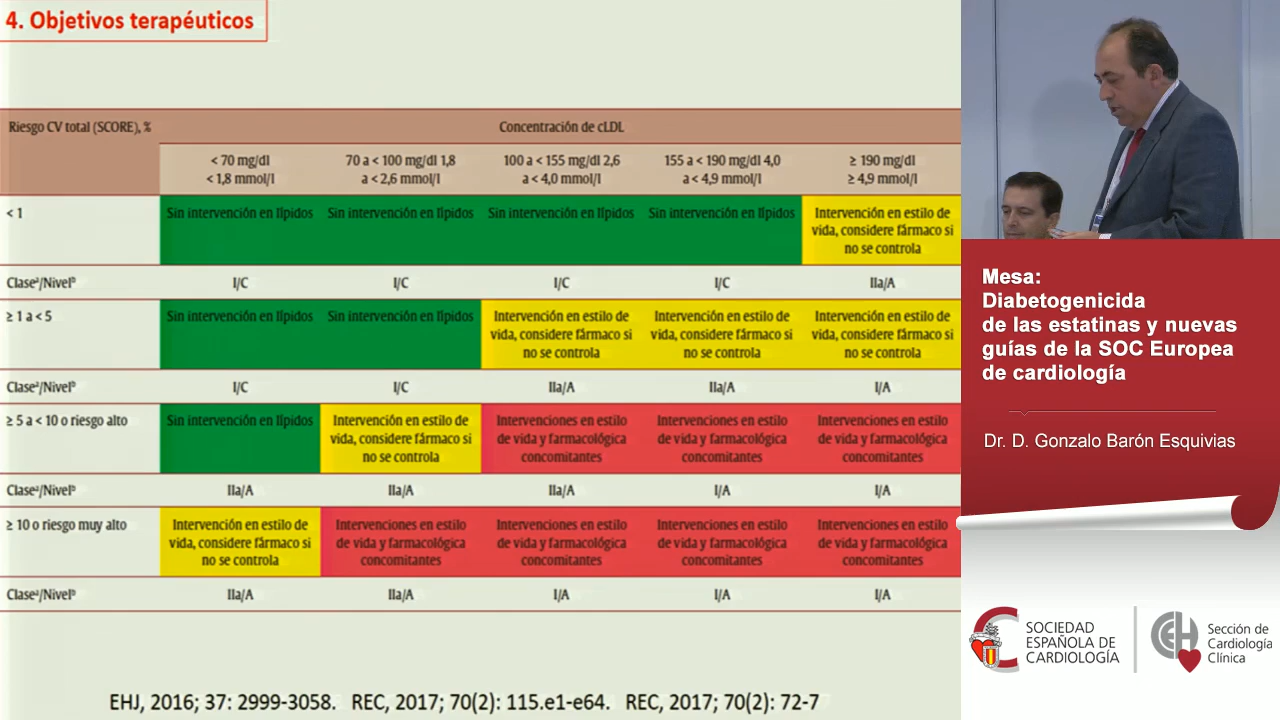 4. Objetivos terapéuticos
Riesgo CV total (SCORE), %
Concentración de cLDL
< 70 mg/dl
< 1,8 mmol/l
70 a < 100 mg/dl 1,8
a < 2,6 mmol/l
100 a < 155 mg/dl 2,6
a < 4,0 mmol/l
155 a < 190 mg/dl 4,0
a < 4,9 mmol/l
≥ 190 mg/dl
≥ 4,9 mmol/l
< 1
Sin intervención en lípidos
Sin intervención en lípidos
Sin intervención en lípidos
Sin intervención en lípidos
Intervención en estilo de
vida, considere fármaco si
no se controla
Claseª/Nivelᵇ
I/C
I/C
I/C
I/C
IIa/A
≥ 1 a < 5
Sin intervención en lípidos
Sin intervención en lípidos
Intervención en estilo de
vida, considere fármaco si
no se controla
Intervención en estilo de
vida, considere fármaco si
no se controla
Intervención en estilo de
vida, considere fármaco si
no se controla
Claseª/Nivelᵇ
I/C
I/C
IIa/A
IIa/A
I/A
≥ 5 a < 10 o riesgo alto
Sin intervención en lípidos
Intervención en estilo de
vida, considere fármaco si
no se controla
Intervenciones en estilo
de vida y farmacológica
concomitantes
Intervenciones en estilo
de vida y farmacológica
concomitantes
Intervenciones en estilo
de vida y farmacológica
concomitantes
Claseª/Nivelᵇ
IIa/A
IIa/A
IIa/A
I/A
I/A
≥ 10 o riesgo muy alto
Intervención en estilo de
vida, considere fármaco si
no se controla
Intervenciones en estilo
de vida y farmacológica
concomitantes
Intervenciones en estilo
de vida y farmacológica
concomitantes
Intervenciones en estilo
de vida y farmacológica
concomitantes
Intervenciones en estilo
de vida y farmacológica
concomitantes
Claseª/Nivelᵇ
IIa/A
IIa/A
I/A
I/A
I/A
EHJ, 2016; 37: 2999-3058. REC, 2017; 70(2): 115.e1-e64. REC, 2017; 70(2): 72-7
Mesa:
Diabetogenicida
de las estatinas y nuevas
guías de la SOC Europea
de cardiología
Dr. D. Gonzalo Barón Esquivias
SOCIEDAD
ESPAÑOLA DE
CARDIOLOGÍA
Sección de
Cardiología
Clínica